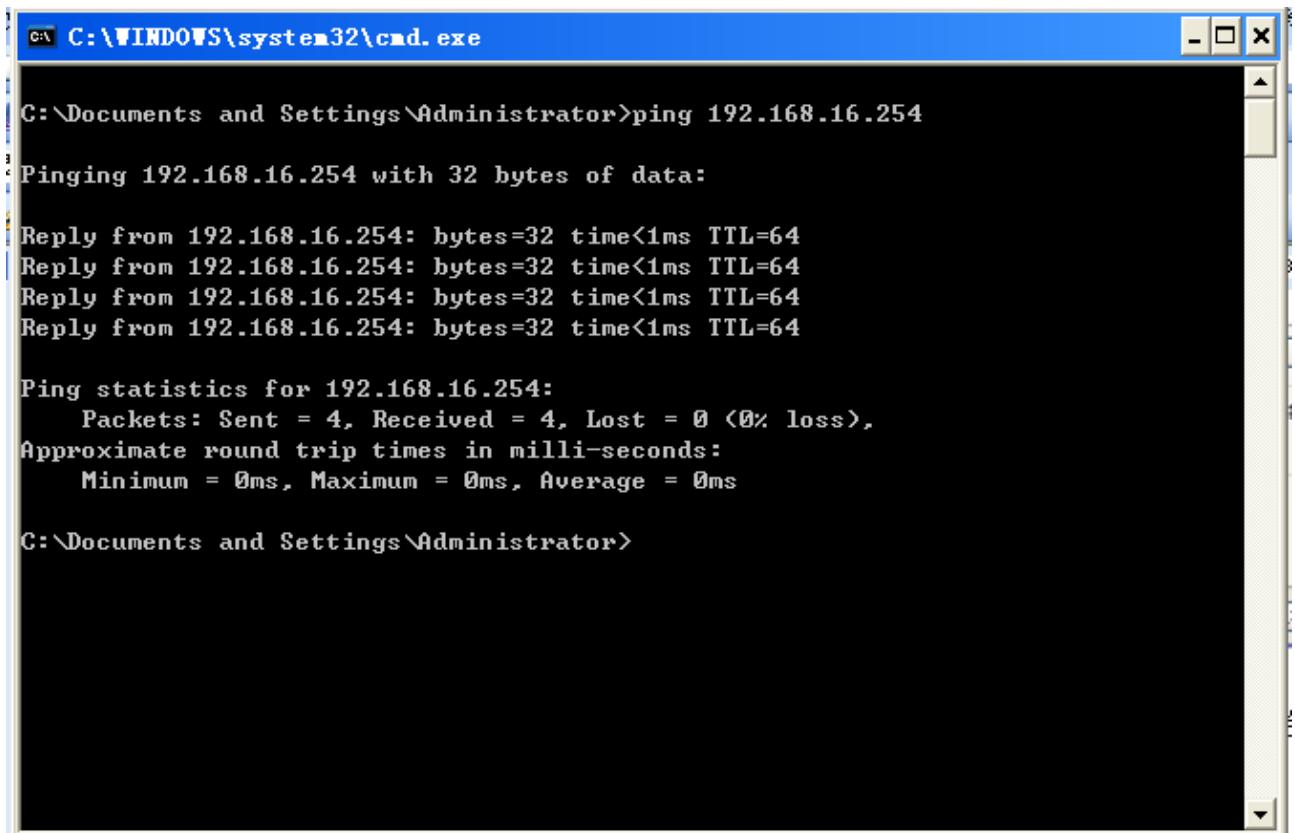 C:\WINDOWS\system32\cmd.exe
C:\Documents and Settings\Administrator>ping 192.168.16.254
Pinging 192.168.16.254 with 32 bytes of data:
Reply from 192.168.16.254: bytes=32 time<1ms TTL=64
Reply from 192.168.16.254: bytes=32 time<1ms TTL=64
Reply from 192.168.16.254: bytes=32 time<1ms TTL=64
Reply from 192.168.16.254: bytes=32 time<1ms TTL=64
Ping statistics for 192.168.16.254:
    Packets: Sent = 4, Received = 4, Lost = 0 (0% loss),
Approximate round trip times in milli-seconds:
    Minimum = 0ms, Maximum = 0ms, Average = 0ms
C:\Documents and Settings\Administrator>